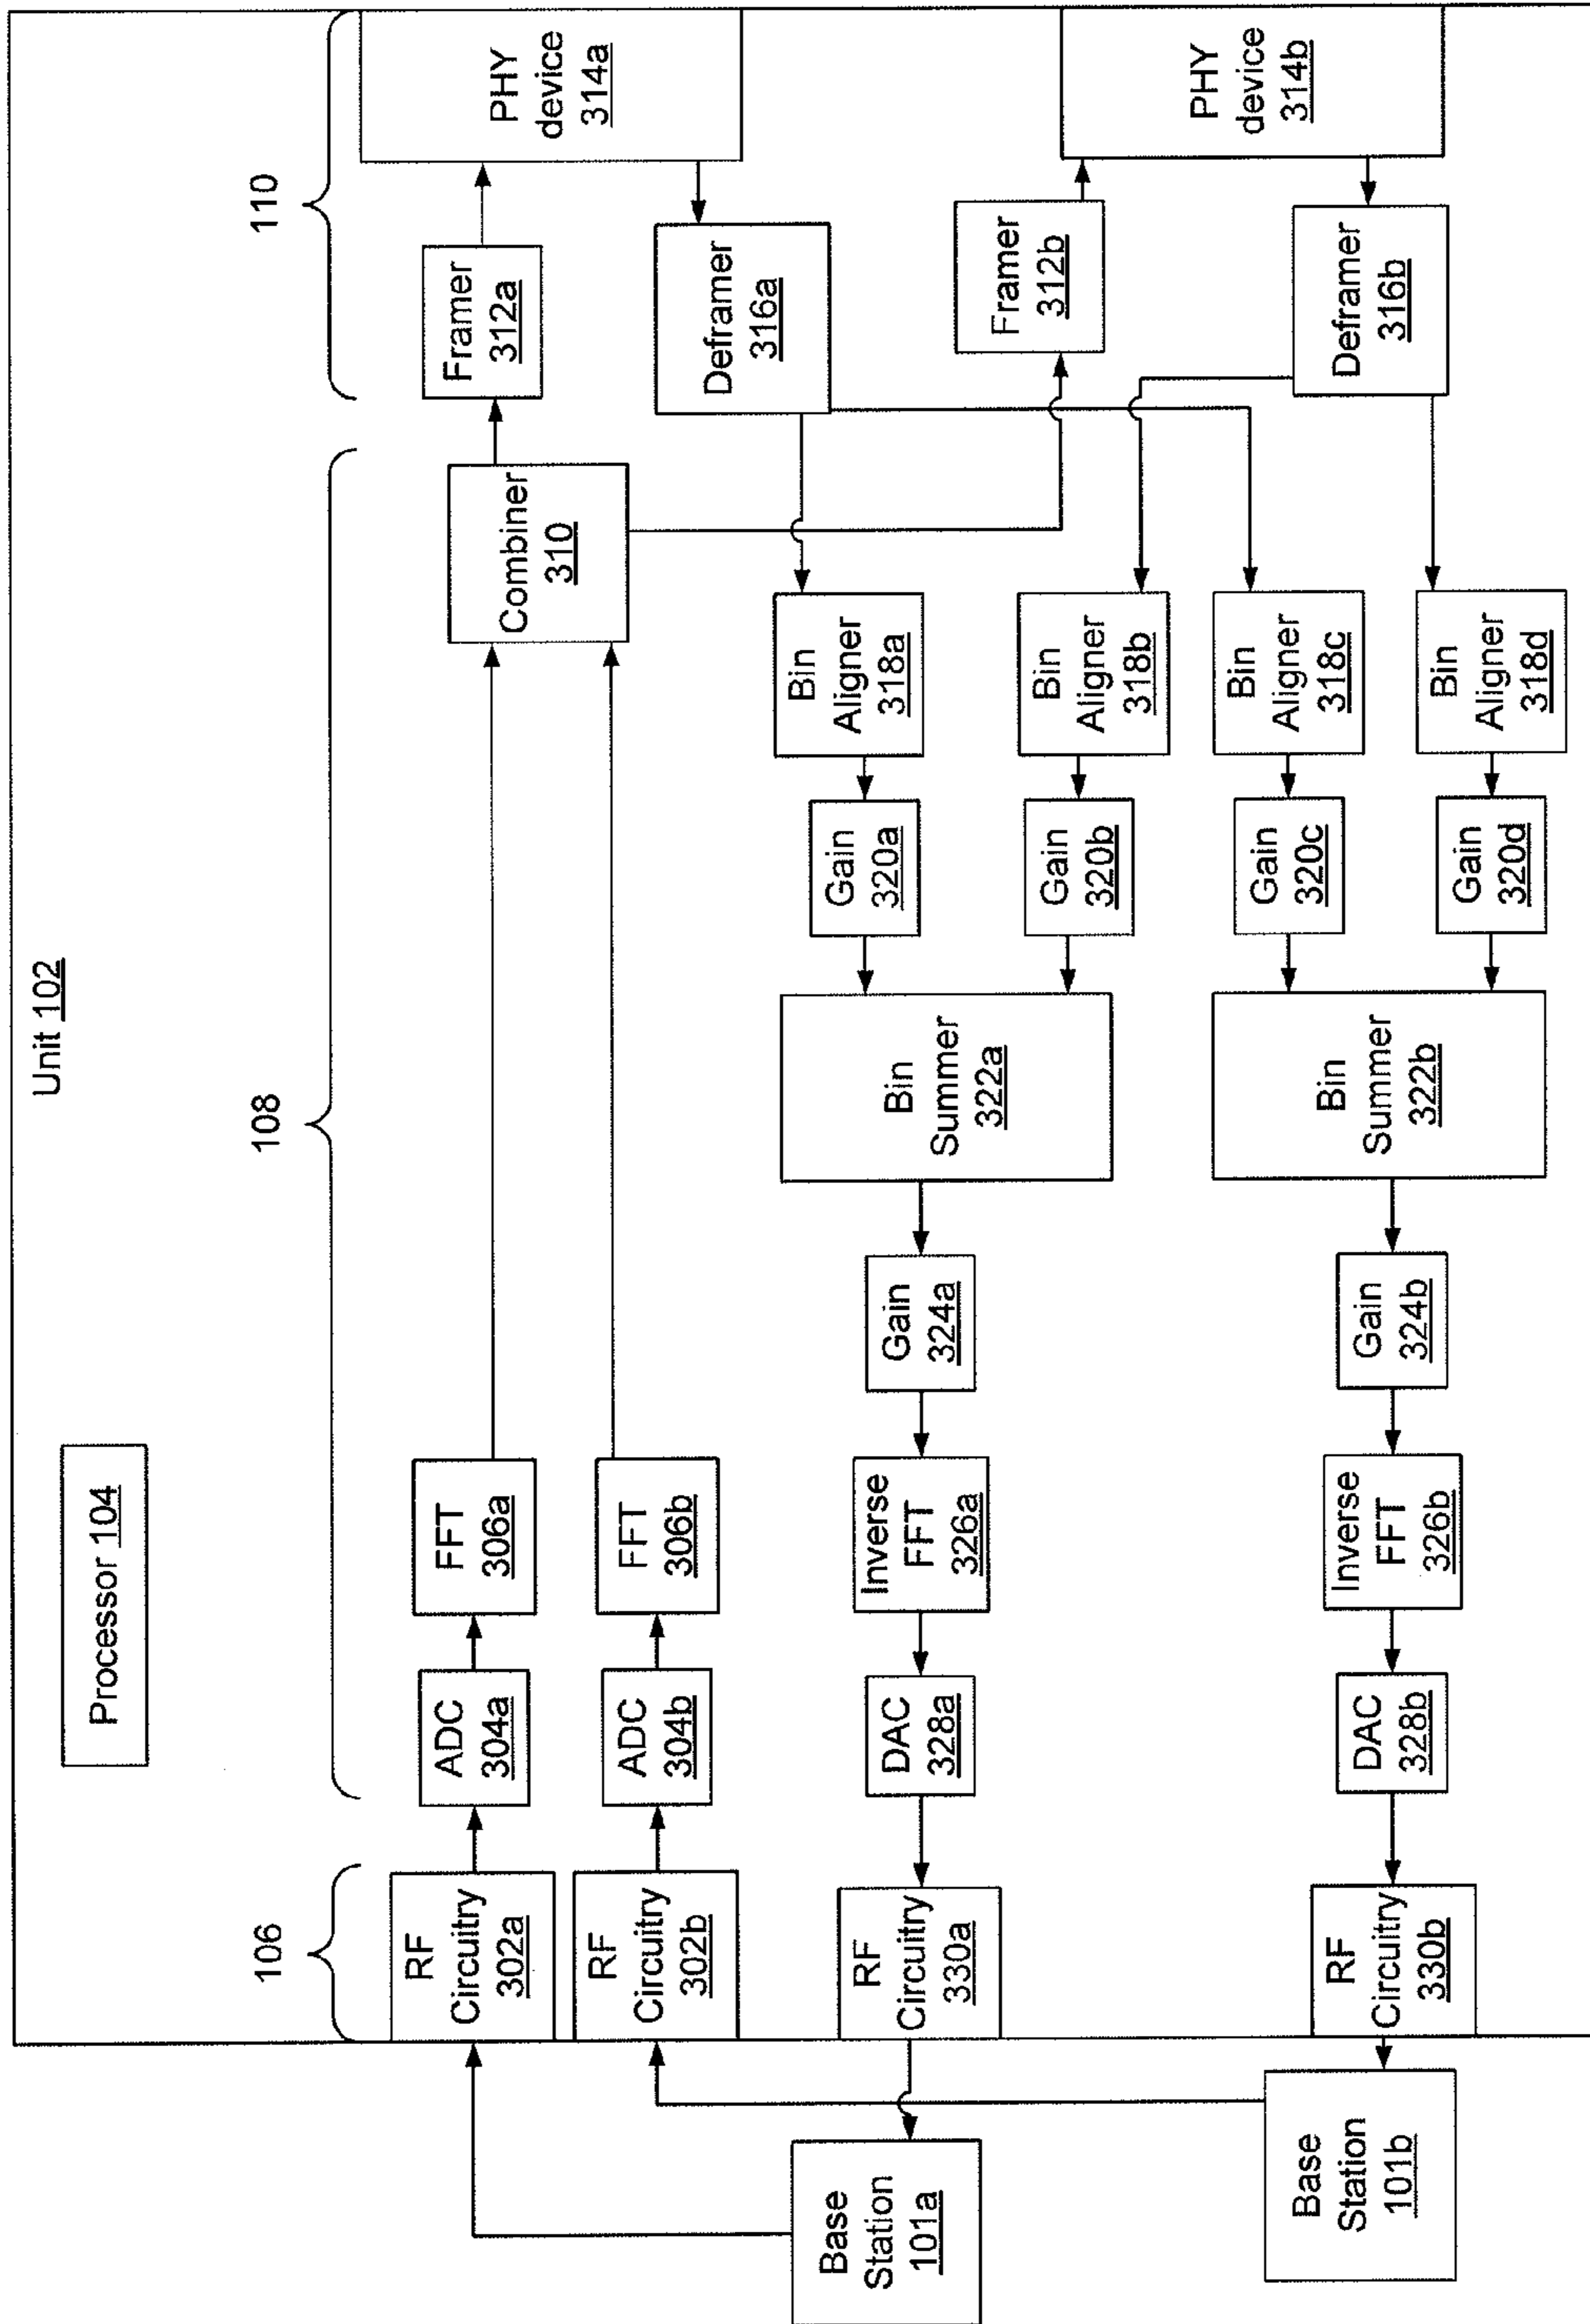 Unit 102
Processor 104
106
108
110
RF
Circuitry
302a
ADC
304a
FFT
306a
Combiner
310
Framer
312a
PHY
device
314a
RF
Circuitry
302b
ADC
304b
FFT
306b
Deframer
316a
Base
Station
101a
RF
Circuitry
330a
DAC
328a
Inverse
FFT
326a
Gain
324a
Bin
Summer
322a
Gain
320a
Bin
Aligner
318a
Gain
320b
Bin
Aligner
318b
Framer
312b
PHY
device
314b
Base
Station
101b
RF
Circuitry
330b
DAC
328b
Inverse
FFT
326b
Gain
324b
Bin
Summer
322b
Gain
320c
Bin
Aligner
318c
Gain
320d
Bin
Aligner
318d
Deframer
316b